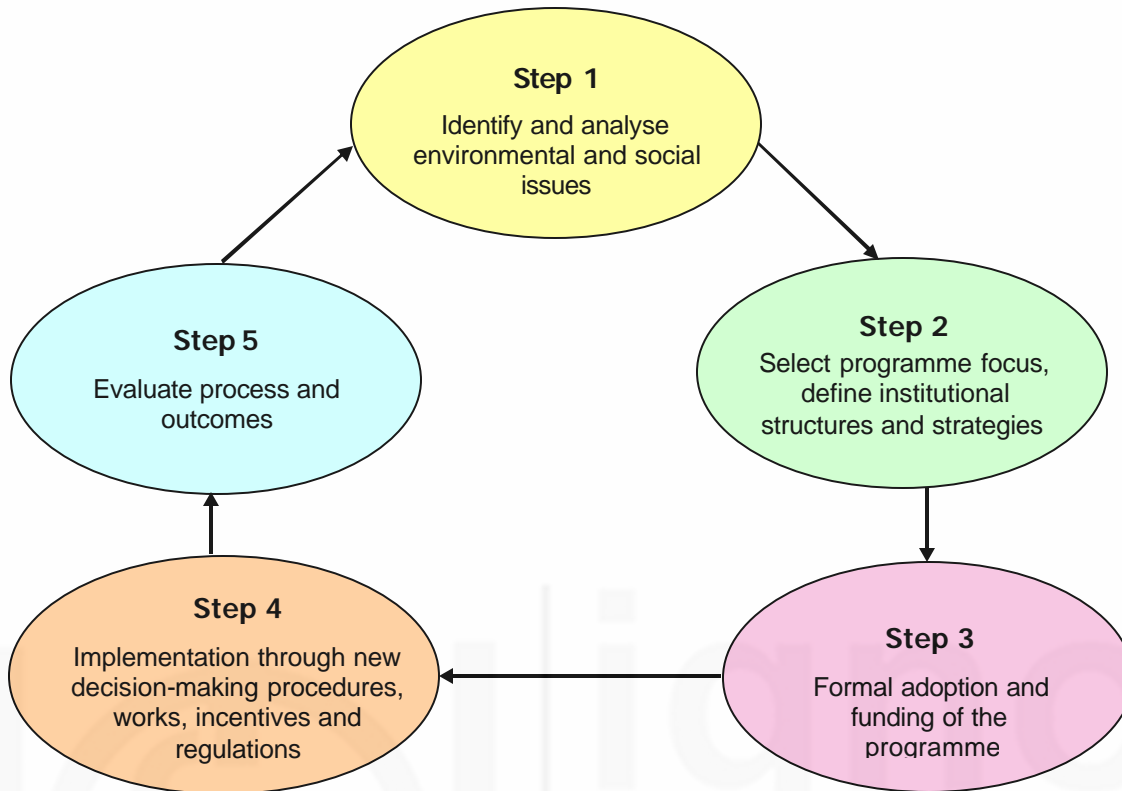 Step 1
Identify and analyse
environmental and social
issues
Step 2
Select programme focus,
define institutional
structures and strategies
Step 3
Formal adoption and
funding of the
programme
Step 4
Implementation through new
decision-making procedures,
works, incentives and
regulations
Step 5
Evaluate process and
outcomes